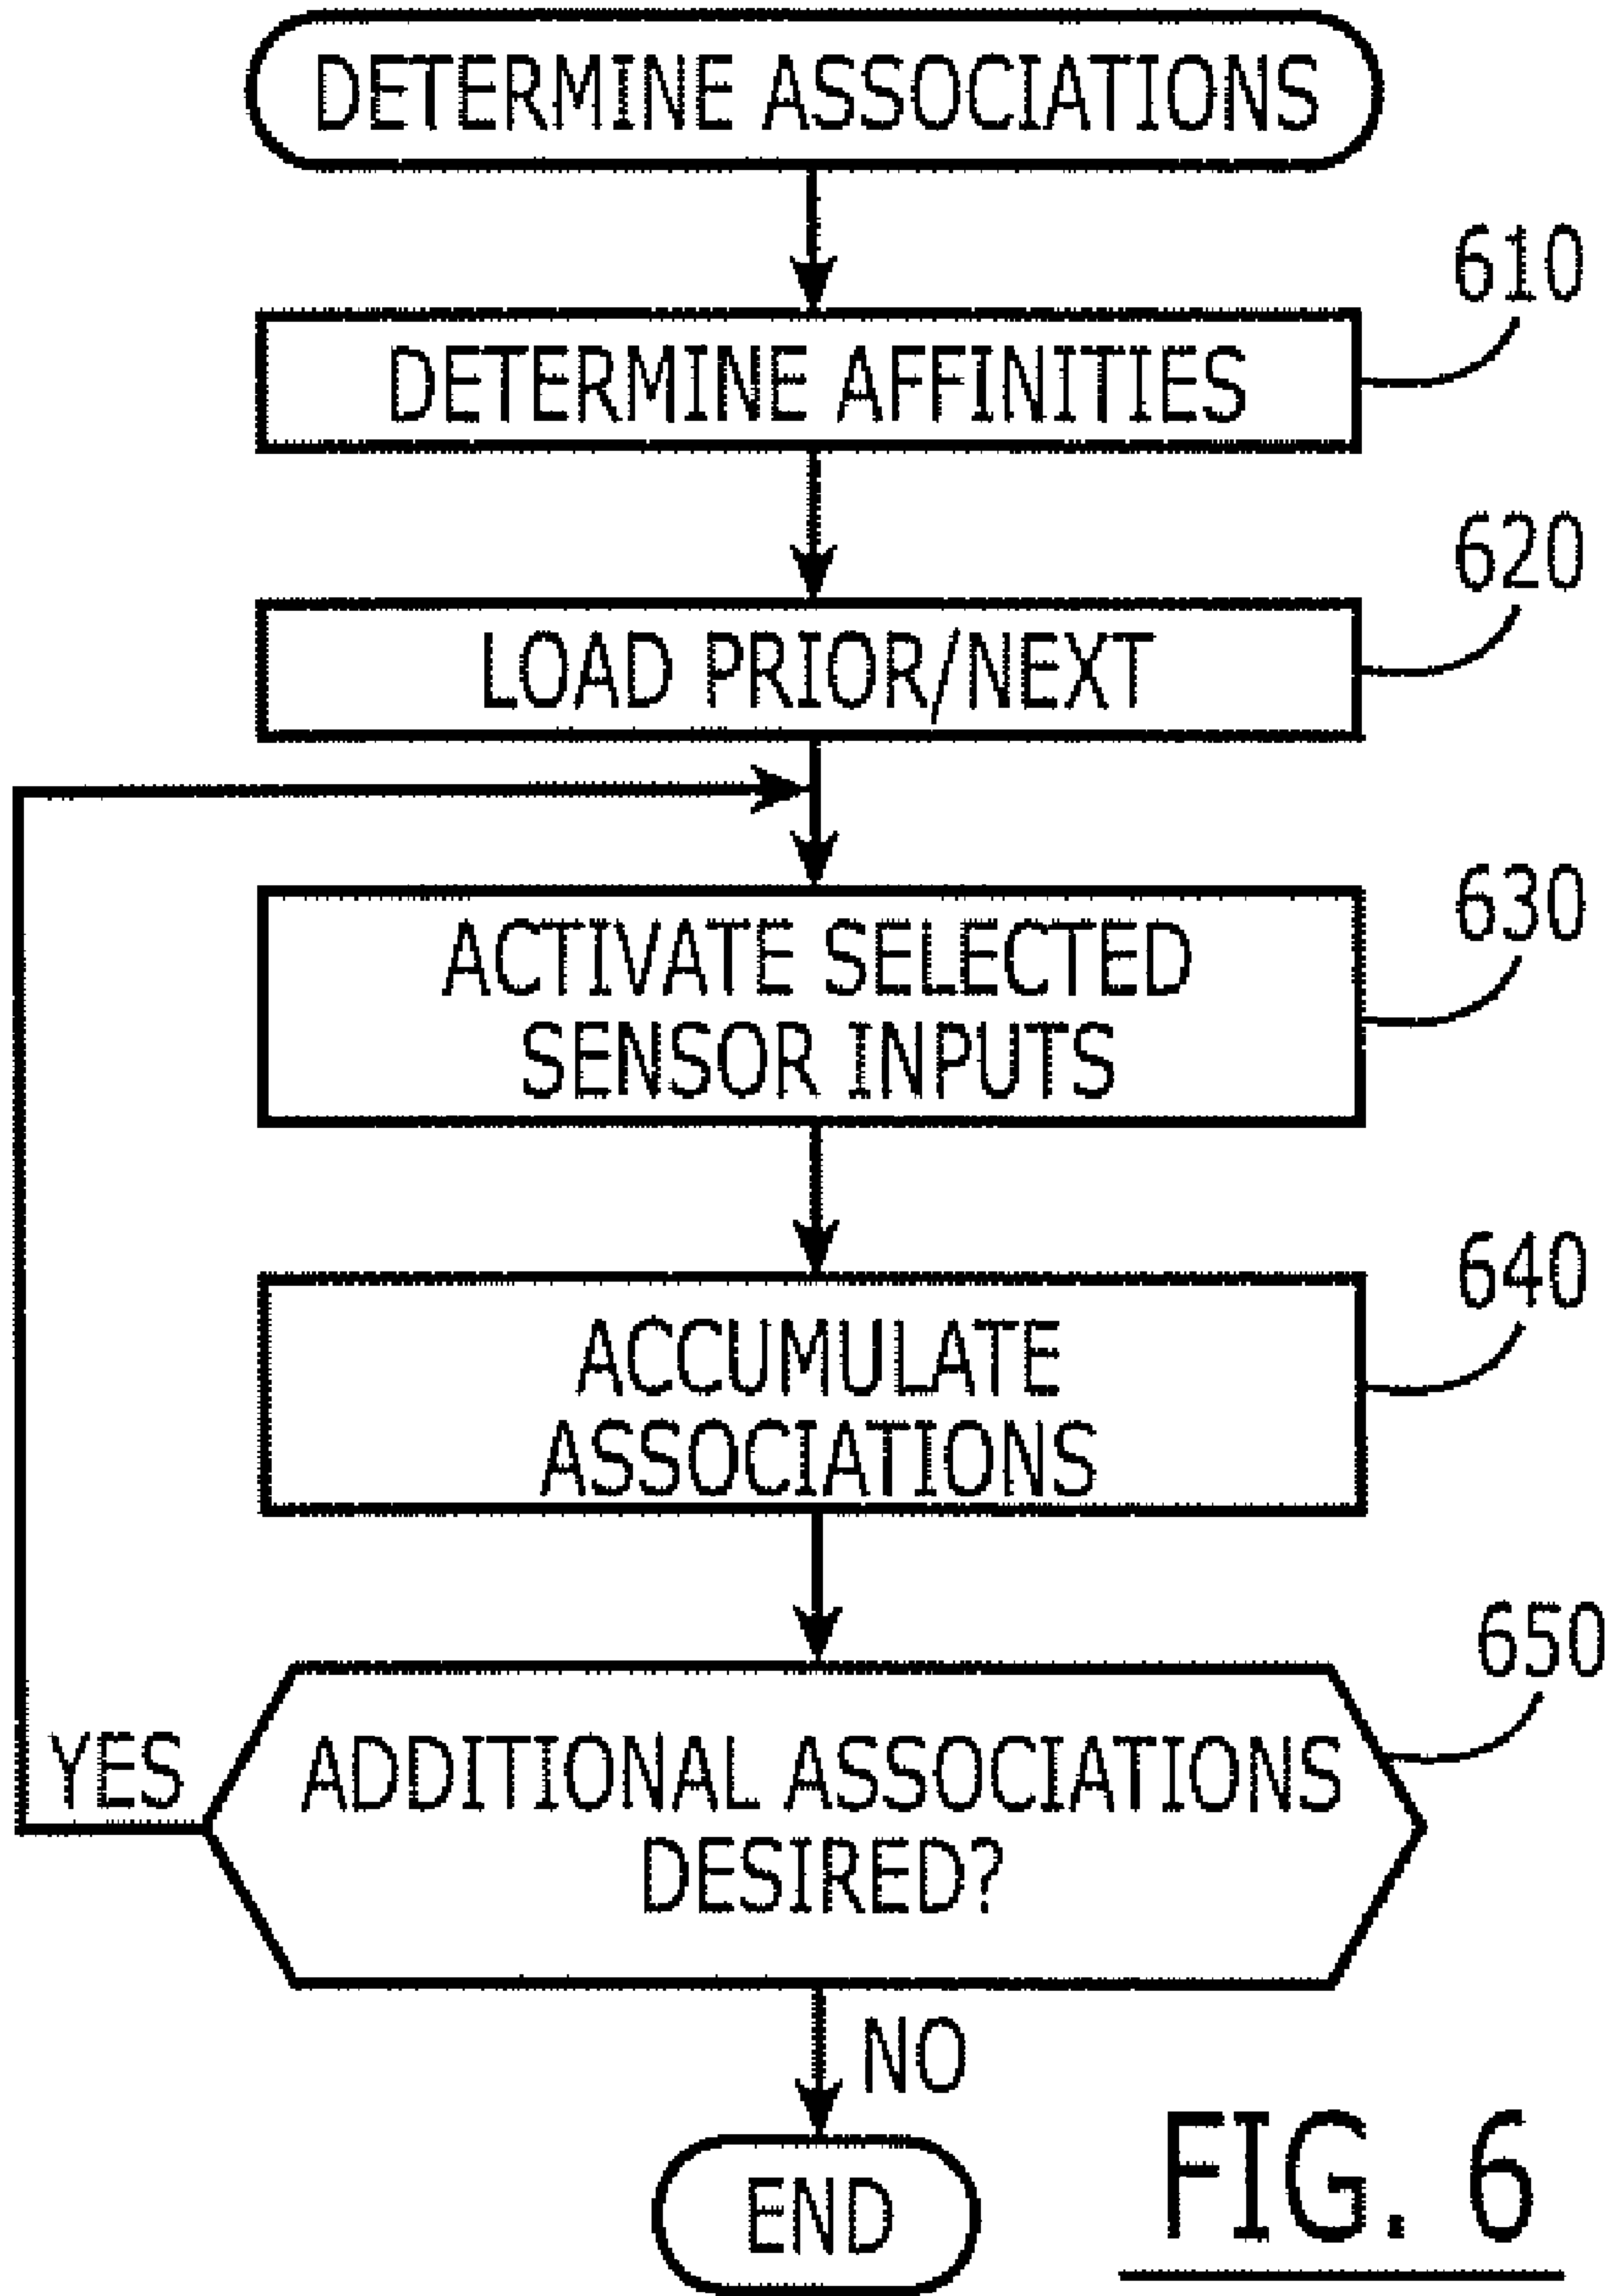 DETERMINE ASSOCIATIONS
610
DETERMINE AFFINITIES
620
LOAD PRIOR/NEXT
630
ACTIVATE SELECTED
SENSOR INPUTS
640
ACCUMULATE
ASSOCIATIONS
650
YES
ADDITIONAL ASSOCIATIONS
DESIRED?
NO
END
FIG. 6